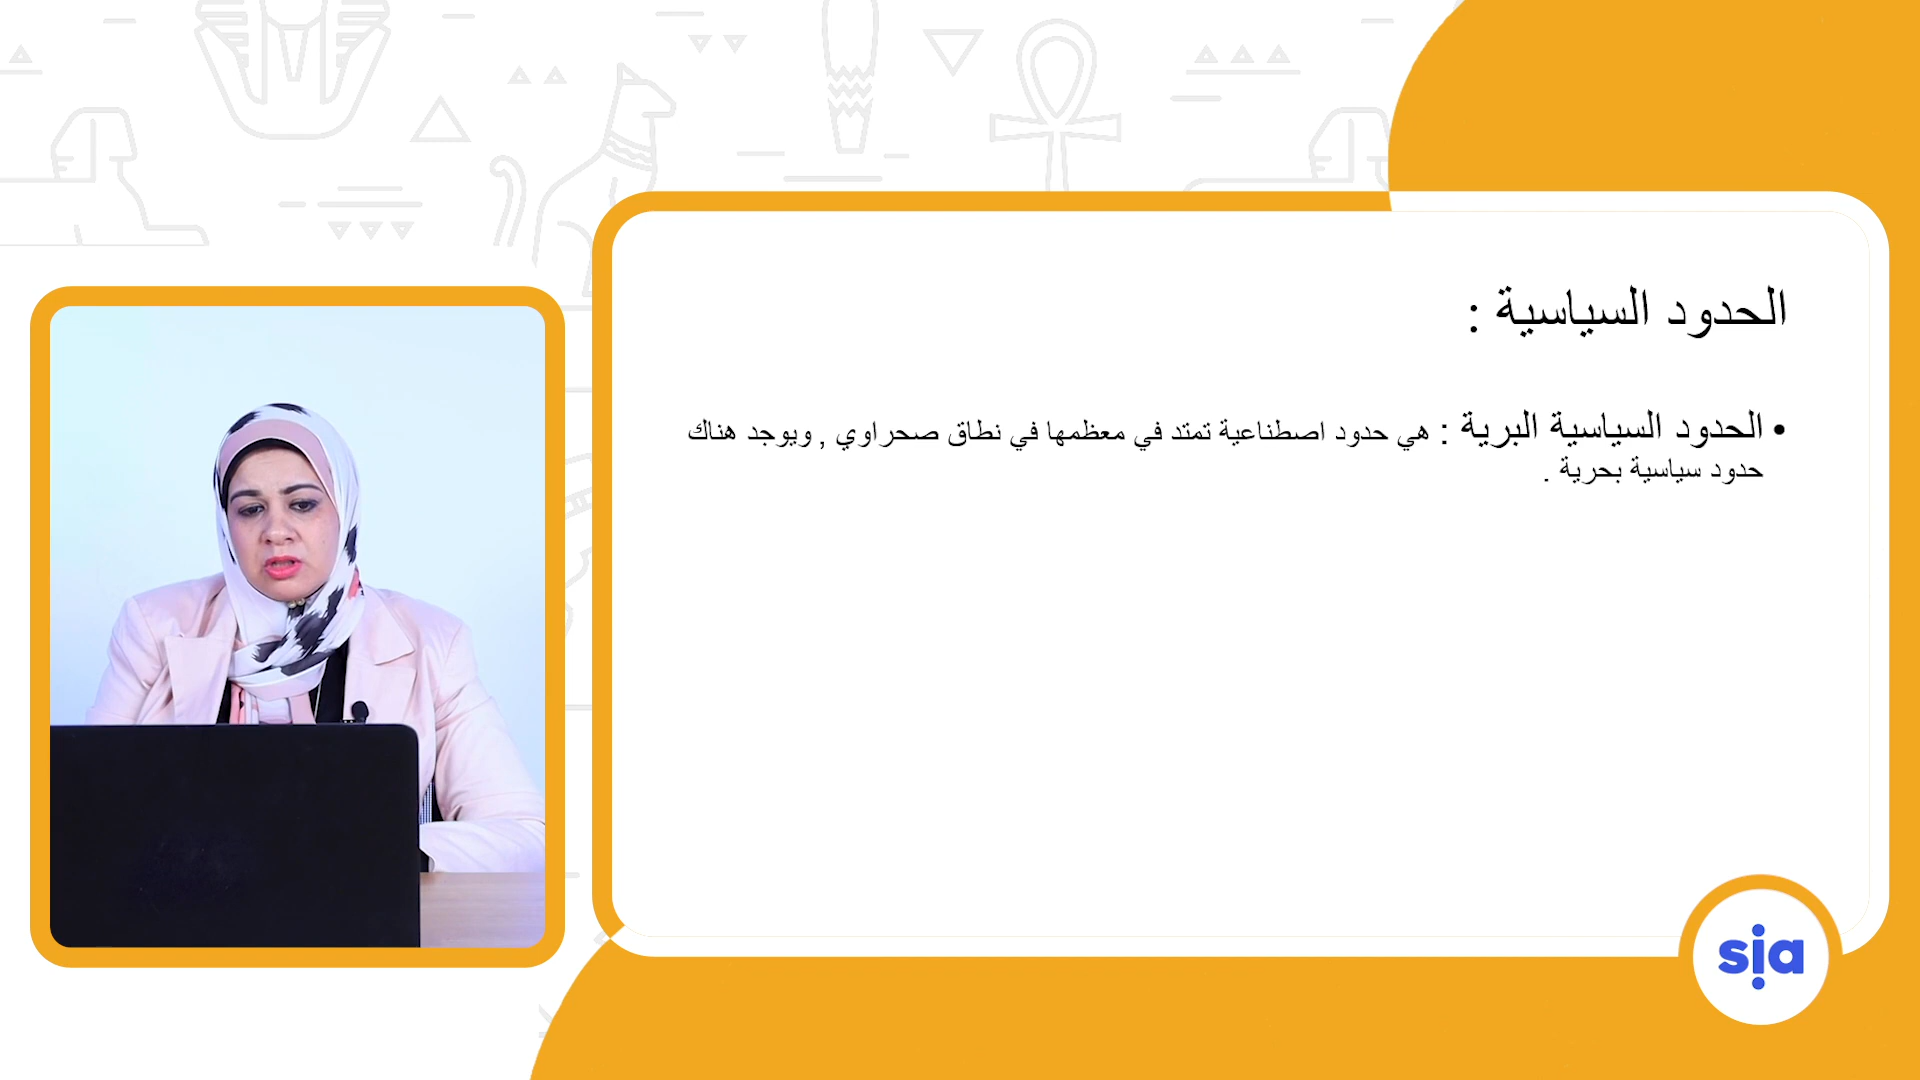 الحدود السياسية :
• الحدود السياسية البرية : هي حدود اصطناعية تمتد في معظمها في نطاق صحراوي , ويوجد هناك
حدود سياسية بحرية .
sia